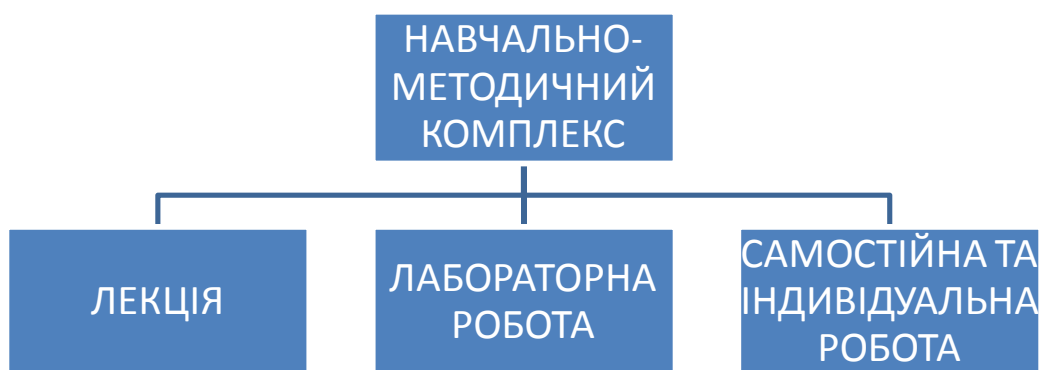 НАВЧАЛЬНО-
МЕТОДИЧНИЙ
КОМПЛЕКС
ЛЕКЦІЯ
ЛАБОРАТОРНА
РОБОТА
САМОСТІЙНА ТА
ІНДИВІДУАЛЬНА
РОБОТА